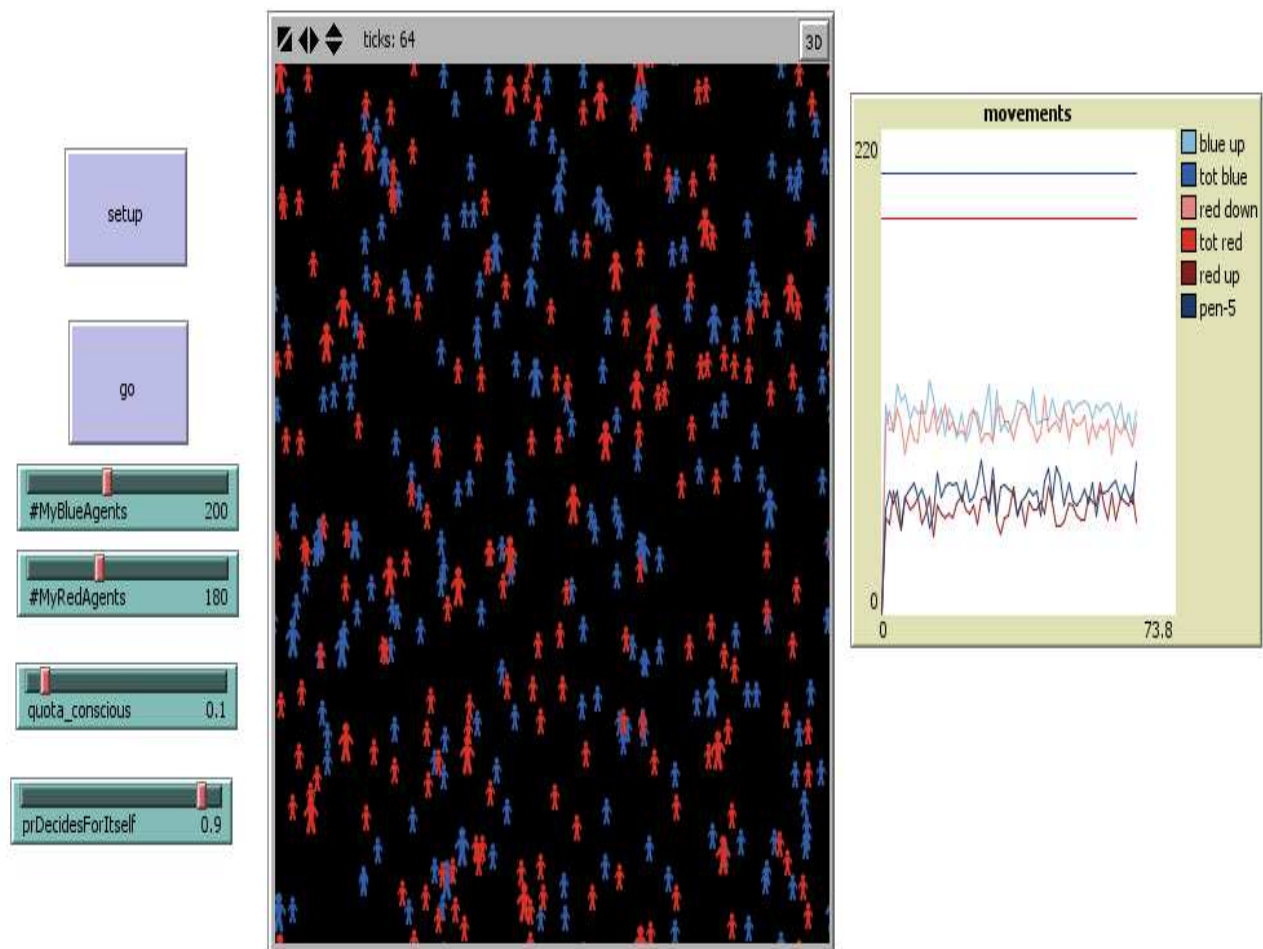 ticks: 64
3D
setup
go
#MyBlueAgents 200
#MyRedAgents 180
quota_conscious 0.1
prDecidesForItself 0.9
movements
220
0
0
73.8
blue up
tot blue
red down
tot red
red up
pen-5